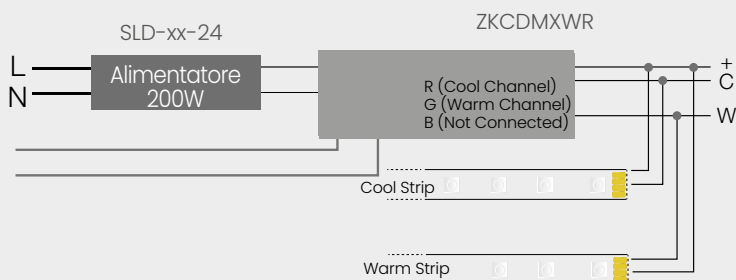 SLD-xx-24
ZKCDMXWR
L
N
Alimentatore
200W
R (Cool Channel)
G (Warm Channel)
B (Not Connected)
+
C
W
Cool Strip
Warm Strip